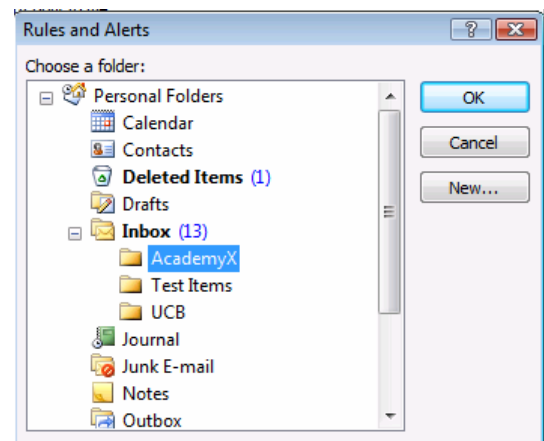 Rules and Alerts
Choose a folder:
Personal Folders
Calendar
Contacts
Deleted Items (1)
Drafts
Inbox (13)
AcademyX
Test Items
UCB
Journal
Junk E-mail
Notes
Outbox
OK
Cancel
New...